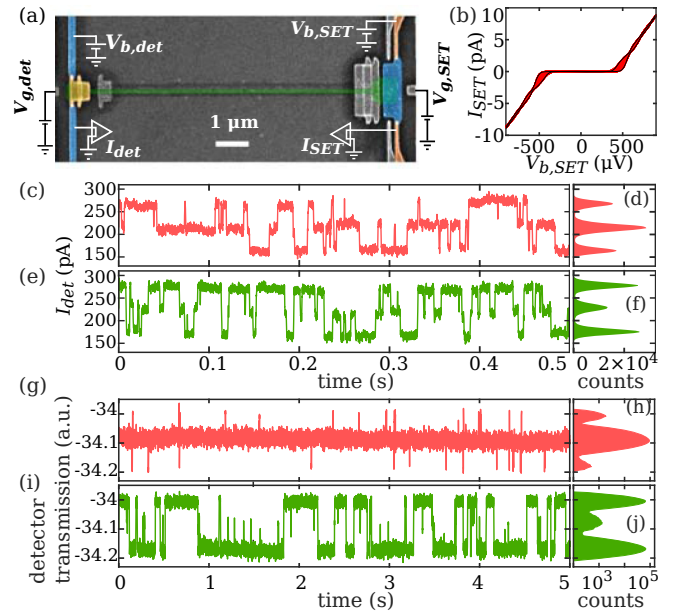 (a)
V_b,det
V_b,SET
V_g,det
V_g,SET
I_det
1 µm
I_SET
(b)
I_SET (pA)
10
5
0
-5
-10
-500
0
500
V_b,SET (µV)
(c)
300
250
200
150
(d)
(e)
I_det (pA)
300
250
200
150
(f)
0
0.1
0.2
0.3
0.4
0.5
time (s)
0
2×10^4
counts
(g)
-34
-34.1
-34.2
(h)
(i)
detector
transmission (a.u.)
-34
-34.1
-34.2
(j)
0
1
2
3
4
5
time (s)
10^3
10^5
counts